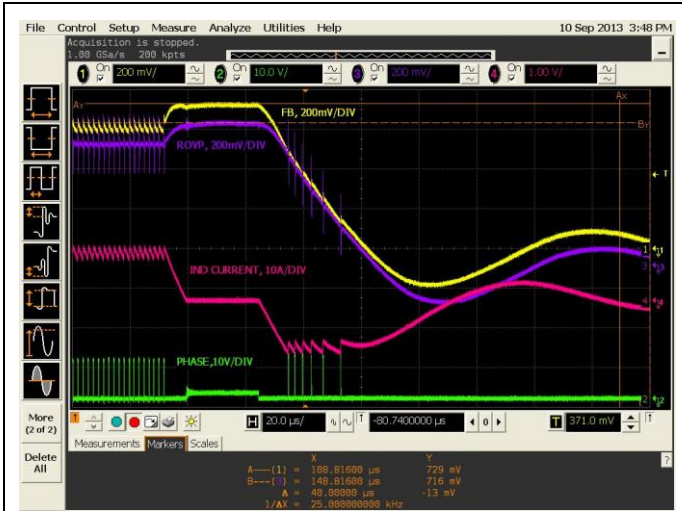 File Control Setup Measure Analyze Utilities Help 10 Sep 2013 3:48 PM
Acquisition is stopped.
1.00 GSa/s 200 kpts
1 On 200 mV/ 2 On 10.0 V/ 3 On 200 mV/ 4 On 1.00 V/
AY
AX
FB, 200mV/DIV
BY
ROVP, 200mV/DIV
T
IND CURRENT, 10A/DIV
PHASE,10V/DIV
More
(2 of 2)
Delete
All
H 20.0 µs/ -80.7400000 µs 0 T 371.0 mV
Measurements Markers Scales
?
X Y
A———(1) = 108.81600 µs 729 mV
B---(3) = 148.81600 µs 716 mV
Δ = 40.00000 µs -13 mV
1/ΔX = 25.000000000 kHz